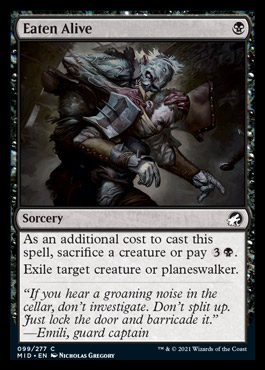 Eaten Alive
Sorcery
As an additional cost to cast this
spell, sacrifice a creature or pay 3.
Exile target creature or planeswalker.
“If you hear a groaning noise in the
cellar, don’t investigate. Don’t split up.
Just lock the door and barricade it.”
—Emili, guard captain
099/277 C
MID • EN NICHOLAS GREGORY
™ & © 2021 Wizards of the Coast